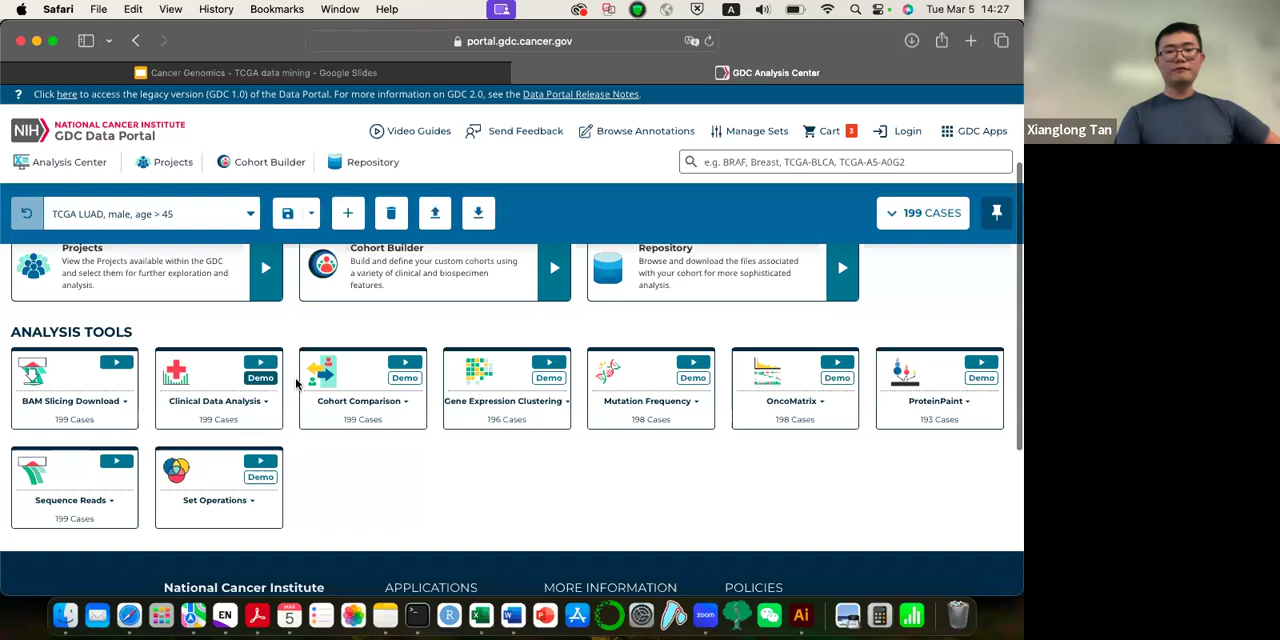 Safari File Edit View History Bookmarks Window Help A Tue Mar 5 14:27
portal.gdc.cancer.gov
Cancer Genomics - TCGA data mining - Google Slides
GDC Analysis Center
? Click here to access the legacy version (GDC 1.0) of the Data Portal. For more information on GDC 2.0, see the Data Portal Release Notes.
NIH NATIONAL CANCER INSTITUTE
GDC Data Portal
Video Guides Send Feedback Browse Annotations Manage Sets Cart 3 Login GDC Apps
Analysis Center Projects Cohort Builder Repository
e.g. BRAF, Breast, TCGA-BLCA, TCGA-A5-A0G2
TCGA LUAD, male, age > 45
199 CASES
Projects
View the Projects available within the GDC
and select them for further exploration and
analysis.
Cohort Builder
Build and define your custom cohorts using
a variety of clinical and biospecimen
features.
Repository
Browse and download the files associated
with your cohort for more sophisticated
analysis.
ANALYSIS TOOLS
BAM Slicing Download
199 Cases
Demo
Clinical Data Analysis
199 Cases
Demo
Cohort Comparison
199 Cases
Demo
Gene Expression Clustering
196 Cases
Demo
Mutation Frequency
198 Cases
Demo
OncoMatrix
198 Cases
Demo
ProteinPaint
193 Cases
Sequence Reads
199 Cases
Demo
Set Operations
National Cancer Institute APPLICATIONS MORE INFORMATION POLICIES
MAR
5
EN
zoom
Ai
Xianglong Tan